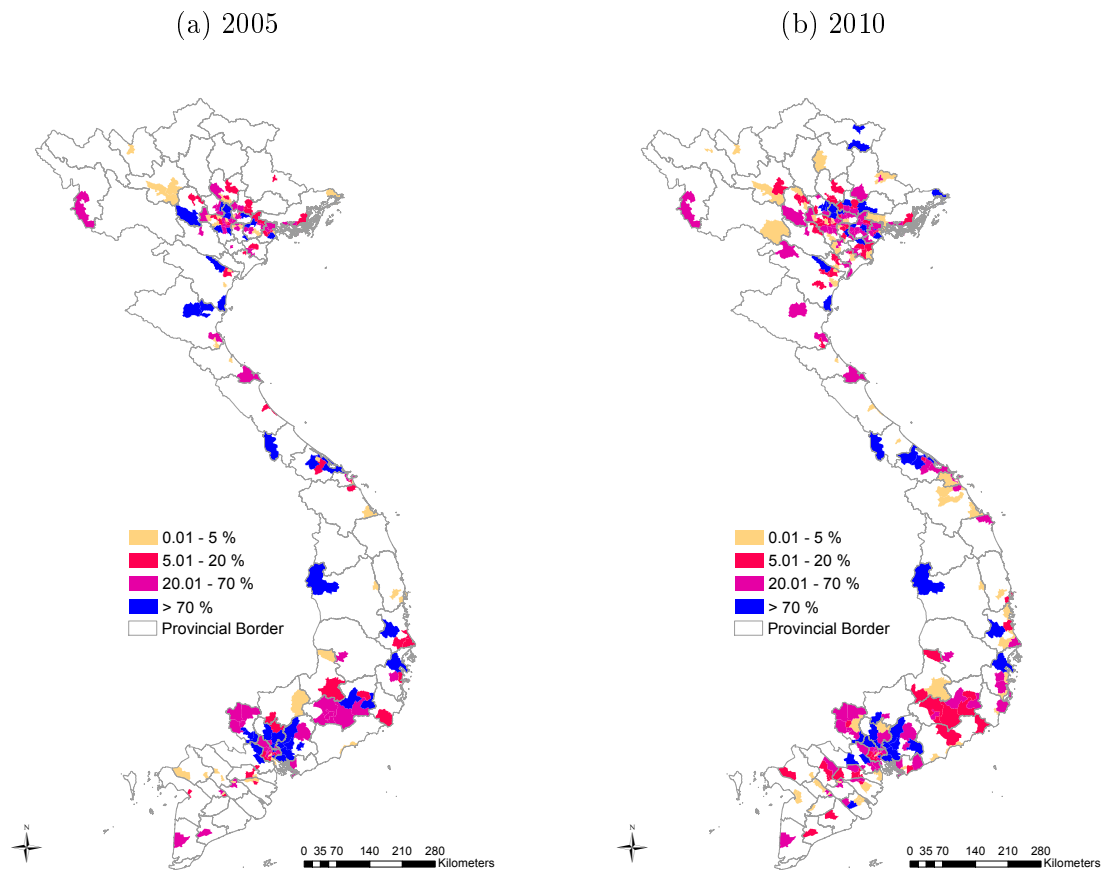 (a) 2005
(b) 2010
0.01 - 5 %
5.01 - 20 %
20.01 - 70 %
> 70 %
Provincial Border
0.01 - 5 %
5.01 - 20 %
20.01 - 70 %
> 70 %
Provincial Border
N
0 35 70 140 210 280
Kilometers
N
0 35 70 140 210 280
Kilometers